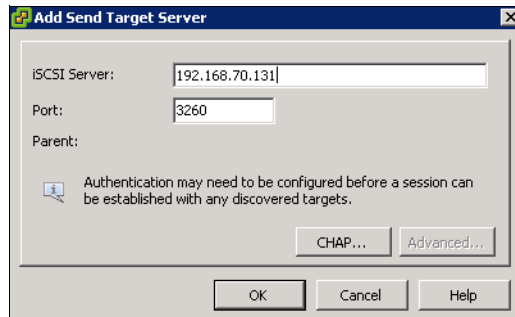 Add Send Target Server
iSCSI Server: 192.168.70.131
Port: 3260
Parent:
Authentication may need to be configured before a session can
be established with any discovered targets.
CHAP... Advanced...
OK Cancel Help